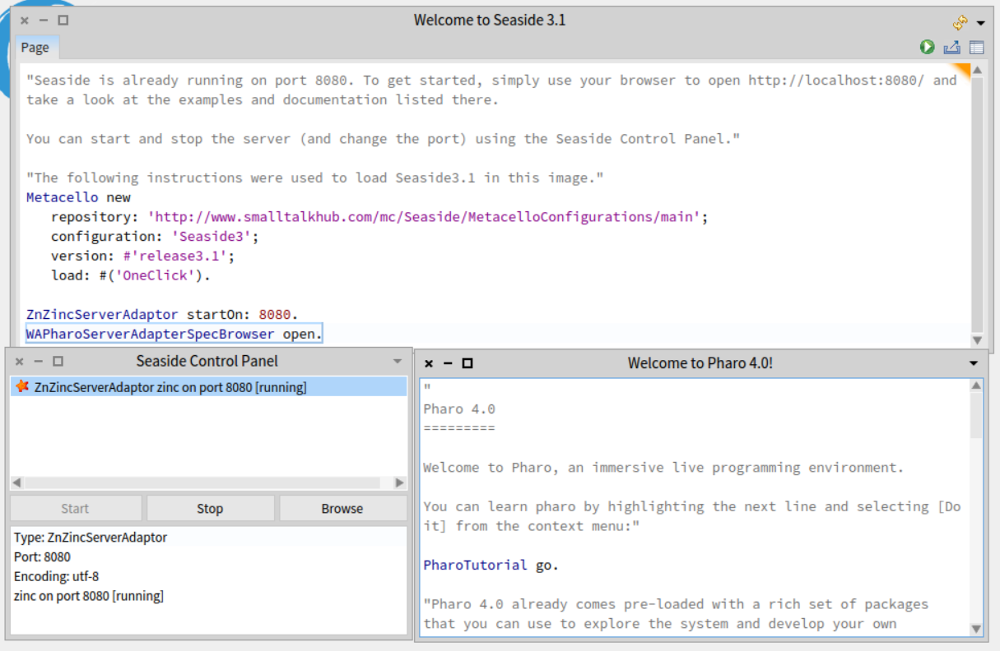 Welcome to Seaside 3.1
Page
"Seaside is already running on port 8080. To get started, simply use your browser to open http://localhost:8080/ and
take a look at the examples and documentation listed there.
You can start and stop the server (and change the port) using the Seaside Control Panel."
"The following instructions were used to load Seaside3.1 in this image."
Metacello new
repository: 'http://www.smalltalkhub.com/mc/Seaside/MetacelloConfigurations/main';
configuration: 'Seaside3';
version: #'release3.1';
load: #('OneClick').
ZnZincServerAdaptor startOn: 8080.
WAPharoServerAdapterSpecBrowser open.
Seaside Control Panel
ZnZincServerAdaptor zinc on port 8080 [running]
Start
Stop
Browse
Type: ZnZincServerAdaptor
Port: 8080
Encoding: utf-8
zinc on port 8080 [running]
Welcome to Pharo 4.0!
"
Pharo 4.0
=========
Welcome to Pharo, an immersive live programming environment.
You can learn pharo by highlighting the next line and selecting [Do
it] from the context menu:"
PharoTutorial go.
"Pharo 4.0 already comes pre-loaded with a rich set of packages
that you can use to explore the system and develop your own